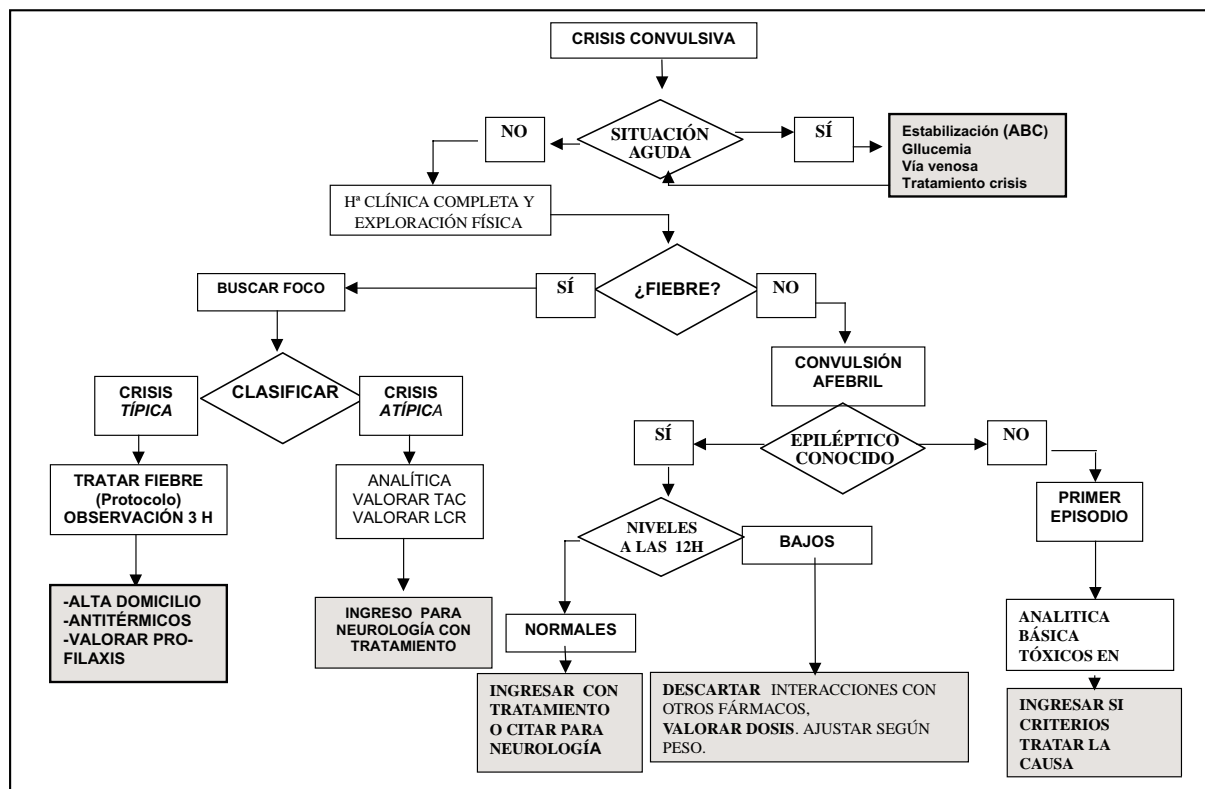 CRISIS CONVULSIVA
NO
SITUACIÓN
AGUDA
SÍ
Estabilización (ABC)
Gllucemia
Vía venosa
Tratamiento crisis
Hª CLÍNICA COMPLETA Y
EXPLORACIÓN FÍSICA
BUSCAR FOCO
SÍ
¿FIEBRE?
NO
CONVULSIÓN
AFEBRIL
CRISIS
TÍPICA
CLASIFICAR
CRISIS
ATÍPICA
SÍ
EPILÉPTICO
CONOCIDO
NO
TRATAR FIEBRE
(Protocolo)
OBSERVACIÓN 3 H
ANALÍTICA
VALORAR TAC
VALORAR LCR
NIVELES
A LAS 12H
BAJOS
PRIMER
EPISODIO
-ALTA DOMICILIO
-ANTITÉRMICOS
-VALORAR PRO-
FILAXIS
INGRESO PARA
NEUROLOGÍA CON
TRATAMIENTO
NORMALES
ANALITICA
BÁSICA
TÓXICOS EN
INGRESAR CON
TRATAMIENTO
O CITAR PARA
NEUROLOGÍA
DESCARTAR INTERACCIONES CON
OTROS FÁRMACOS,
VALORAR DOSIS. AJUSTAR SEGÚN
PESO.
INGRESAR SI
CRITERIOS
TRATAR LA
CAUSA